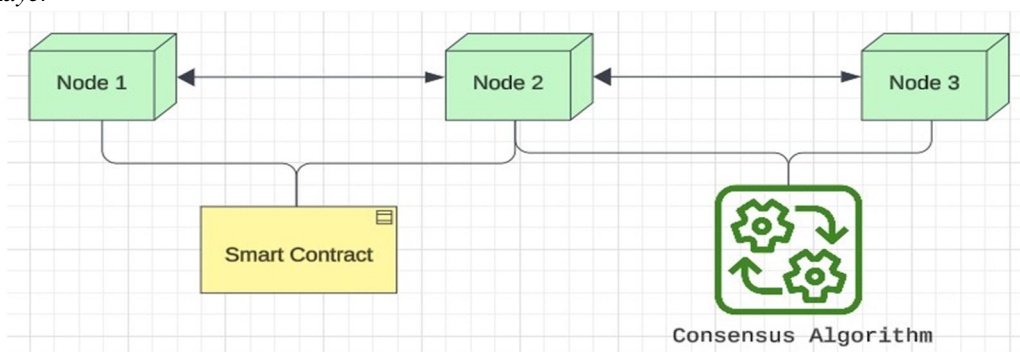 Node 1
Node 2
Node 3
Smart Contract
Consensus Algorithm